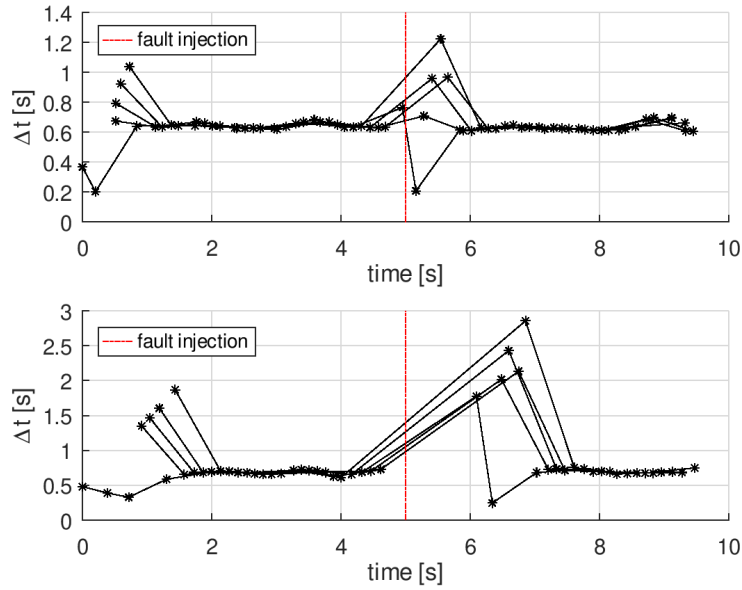 1.4
1.2
1
0.8
0.6
0.4
0.2
0
Δt [s]
fault injection
0 2 4 6 8 10
time [s]
3
2.5
2
1.5
1
0.5
0
Δt [s]
fault injection
0 2 4 6 8 10
time [s]